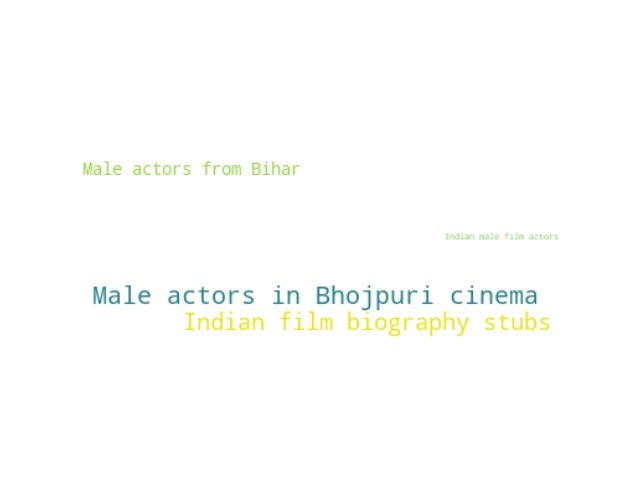 Male actors from Bihar
Indian male film actors
Male actors in Bhojpuri cinema
Indian film biography stubs